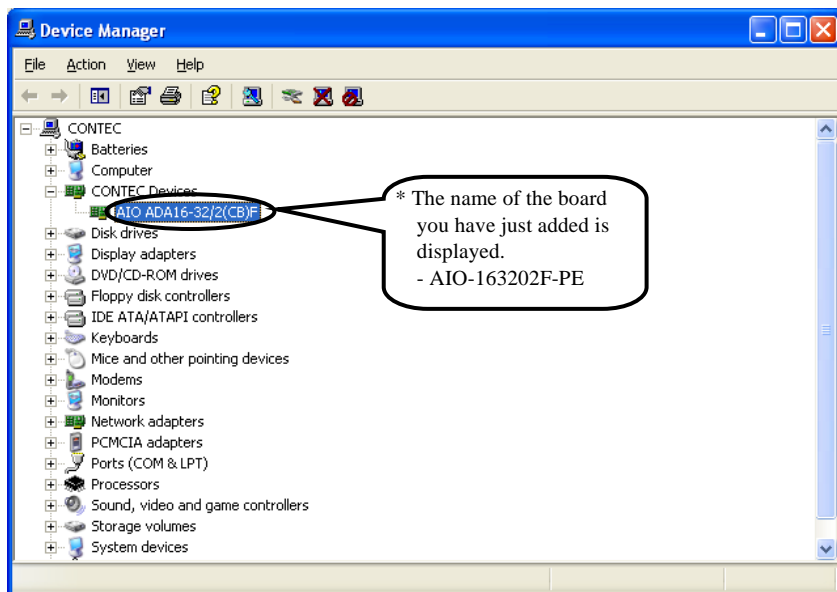 Device Manager
File Action View Help
CONTEC
Batteries
Computer
CONTEC Devices
AIO ADA16-32/2(CB)F
Disk drives
Display adapters
DVD/CD-ROM drives
Floppy disk controllers
IDE ATA/ATAPI controllers
Keyboards
Mice and other pointing devices
Modems
Monitors
Network adapters
PCMCIA adapters
Ports (COM & LPT)
Processors
Sound, video and game controllers
Storage volumes
System devices
* The name of the board
you have just added is
displayed.
- AIO-163202F-PE